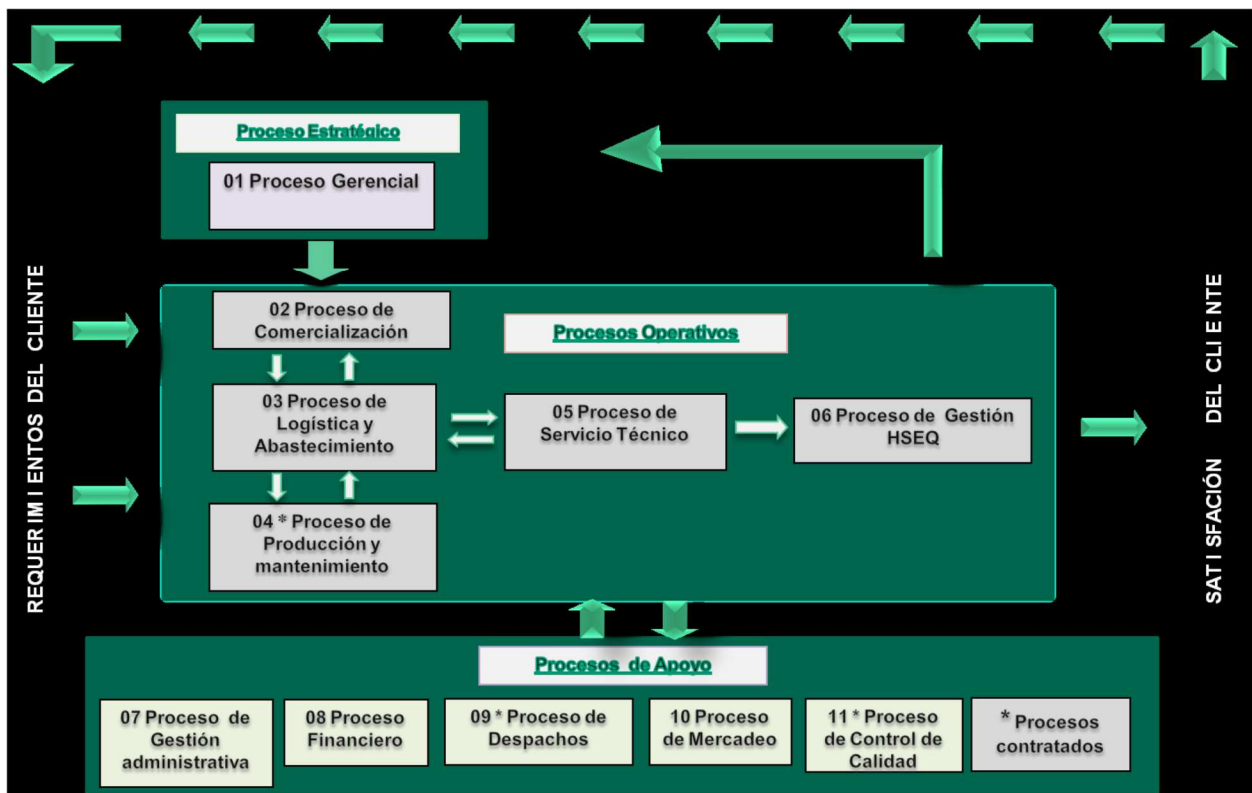 Proceso Estratégico
01 Proceso Gerencial
REQUERIMIENTOS DEL CLIENTE
02 Proceso de
Comercialización
Procesos Operativos
03 Proceso de
Logística y
Abastecimiento
05 Proceso de
Servicio Técnico
06 Proceso de Gestión
HSEQ
04 * Proceso de
Producción y
mantenimiento
SATISFACIÓN DEL CLIENTE
Procesos de Apoyo
07 Proceso de
Gestión
administrativa
08 Proceso
Financiero
09 * Proceso de
Despachos
10 Proceso
de Mercadeo
11 * Proceso
de Control de
Calidad
* Procesos
contratados